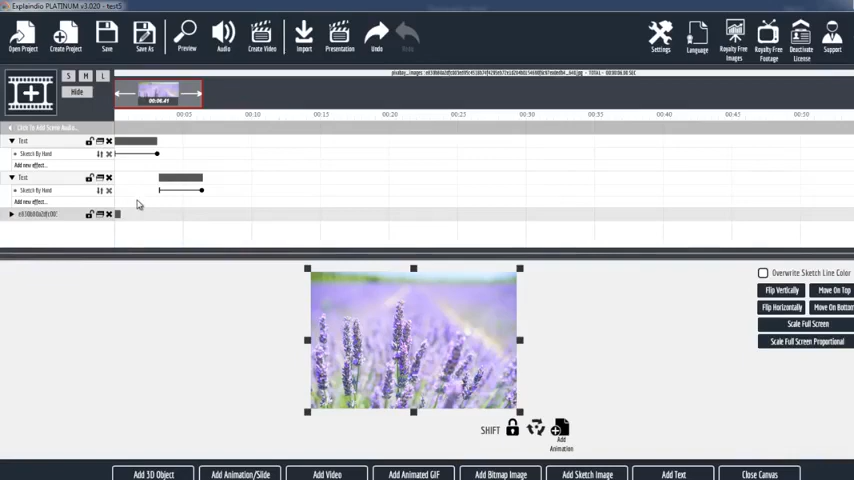 Explaindio PLATINUM v3.020 - test5
Open Project
Create Project
Save
Save As
Preview
Audio
Create Video
Import
Presentation
Undo
Redo
Settings
Language
Royalty Free Images
Royalty Free Footage
Deactivate License
Support
S M L
Hide
00:06.41
00:05 00:10 00:15 00:20 00:25 00:30 00:35 00:40 00:45 00:50
Click To Add Scene Audio...
Text
Sketch By Hand
Add new effect...
Text
Sketch By Hand
Add new effect...
Overwrite Sketch Line Color
Flip Vertically
Move On Top
Flip Horizontally
Move On Bottom
Scale Full Screen
Scale Full Screen Proportional
SHIFT
Add Animation
Add 3D Object
Add Animation/Slide
Add Video
Add Animated GIF
Add Bitmap Image
Add Sketch Image
Add Text
Close Canvas